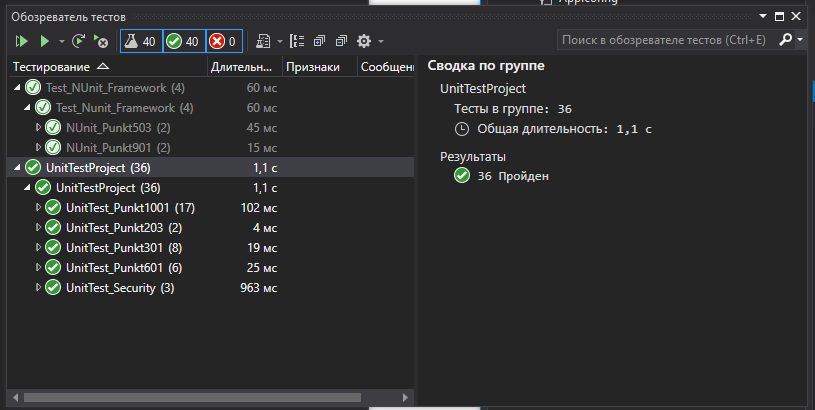 AppConfig
Обозреватель тестов
40 40 0
Поиск в обозревателе тестов (Ctrl+E)
Тестирование Длительн... Признаки Сообщен
Test_NUnit_Framework (4) 60 мс
Test_Nunit_Framework (4) 60 мс
NUnit_Punkt503 (2) 45 мс
NUnit_Punkt901 (2) 15 мс
UnitTestProject (36) 1,1 с
UnitTestProject (36) 1,1 с
UnitTest_Punkt1001 (17) 102 мс
UnitTest_Punkt203 (2) 4 мс
UnitTest_Punkt301 (8) 19 мс
UnitTest_Punkt601 (6) 25 мс
UnitTest_Security (3) 963 мс
Сводка по группе
UnitTestProject
Тесты в группе: 36
Общая длительность: 1,1 с
Результаты
36 Пройден